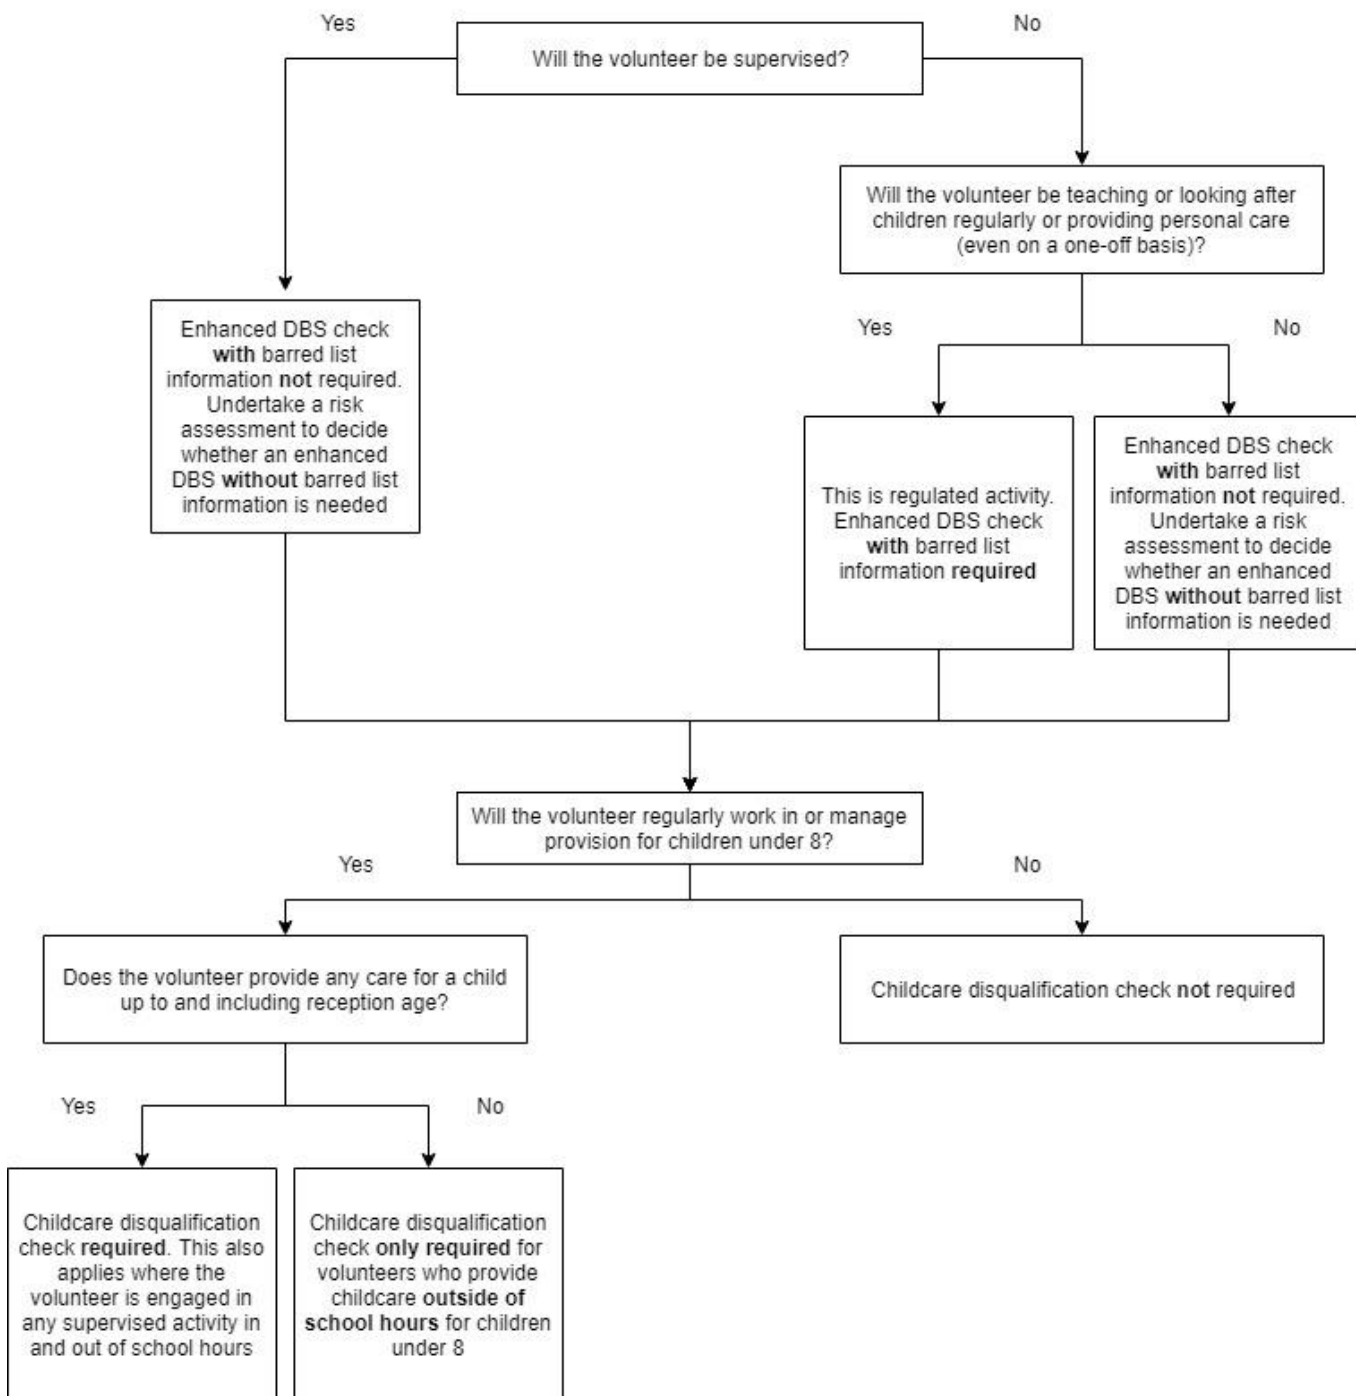 Yes
No
Will the volunteer be supervised?
Will the volunteer be teaching or looking after
children regularly or providing personal care
(even on a one-off basis)?
Yes
No
Enhanced DBS check
with barred list
information not required.
Undertake a risk
assessment to decide
whether an enhanced
DBS without barred list
information is needed
This is regulated activity.
Enhanced DBS check
with barred list
information required
Enhanced DBS check
with barred list
information not required.
Undertake a risk
assessment to decide
whether an enhanced
DBS without barred list
information is needed
Will the volunteer regularly work in or manage
provision for children under 8?
Yes
No
Does the volunteer provide any care for a child
up to and including reception age?
Childcare disqualification check not required
Yes
No
Childcare disqualification
check required. This also
applies where the
volunteer is engaged in
any supervised activity in
and out of school hours
Childcare disqualification
check only required for
volunteers who provide
childcare outside of
school hours for children
under 8